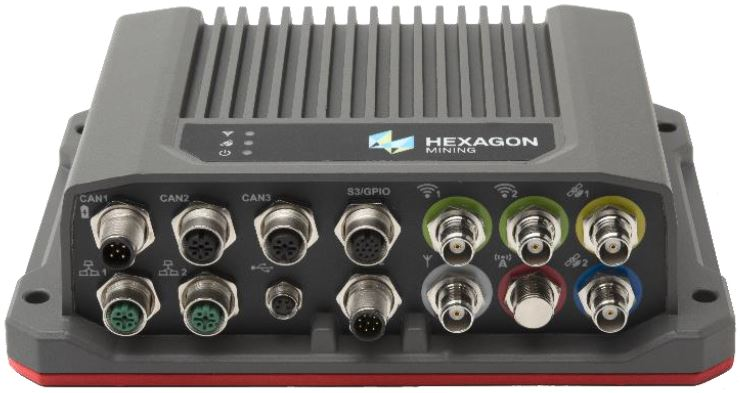 HEXAGON
MINING
CAN1 CAN2 CAN3 S3/GPIO 1 2 1
1 2 A 2